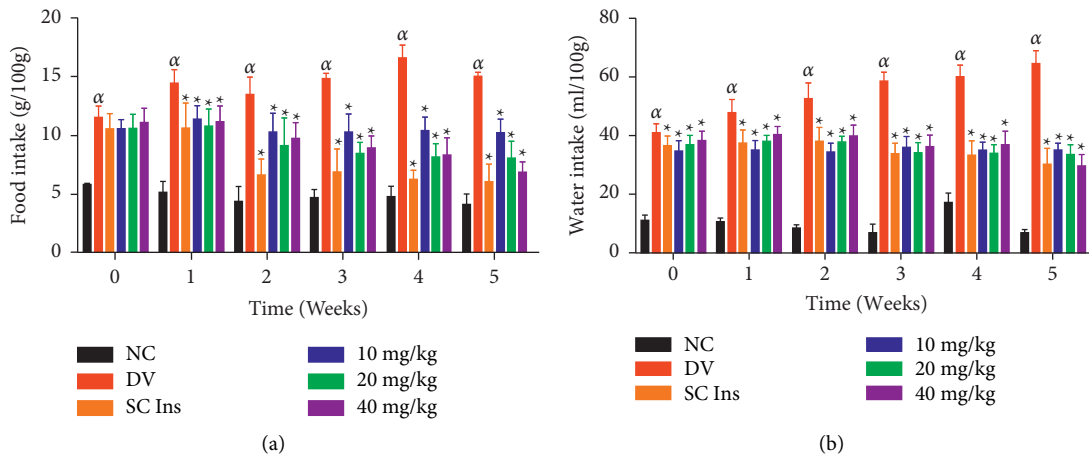 20
15
10
5
0
Food intake (g/100g)
α α α α α α
* * * * * * * * * * * * * * * * * * * *
0 1 2 3 4 5
Time (Weeks)
NC
DV
SC Ins
10 mg/kg
20 mg/kg
40 mg/kg
(a)
80
60
40
20
0
Water intake (ml/100g)
α α α α α α
* * * * * * * * * * * * * * * * * * * * * * * *
0 1 2 3 4 5
Time (Weeks)
NC
DV
SC Ins
10 mg/kg
20 mg/kg
40 mg/kg
(b)